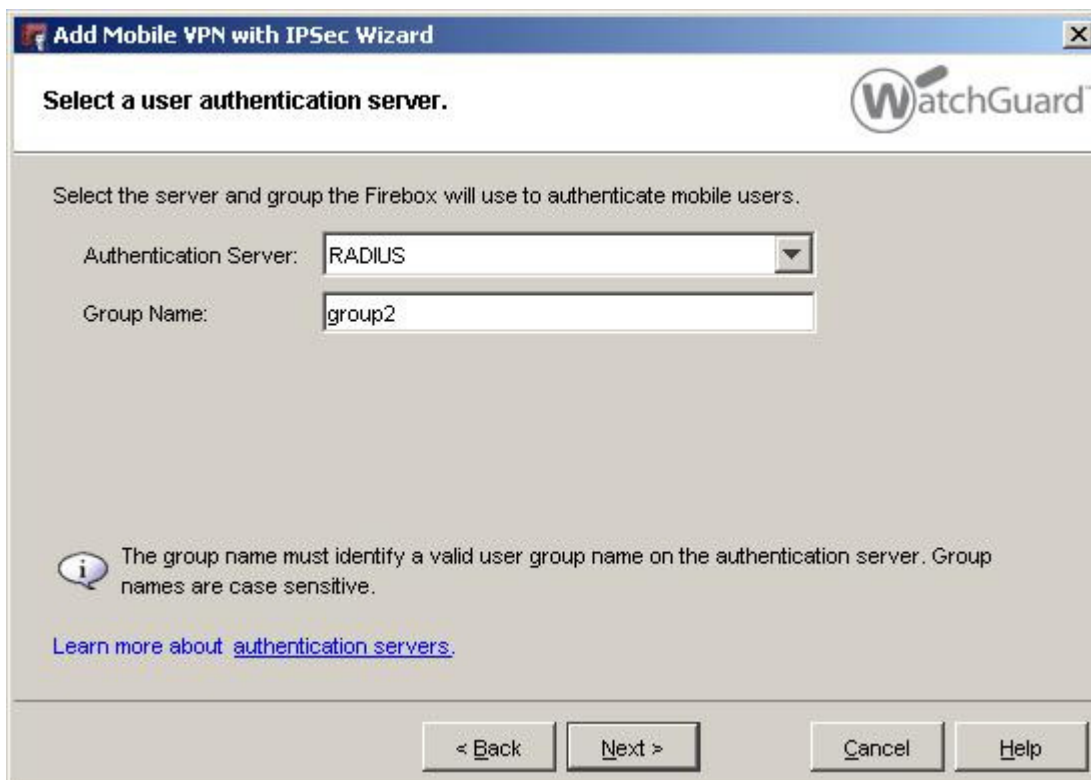 Add Mobile VPN with IPSec Wizard
Select a user authentication server.
WatchGuard
Select the server and group the Firebox will use to authenticate mobile users.
Authentication Server: RADIUS
Group Name: group2
The group name must identify a valid user group name on the authentication server. Group
names are case sensitive.
Learn more about authentication servers.
< Back Next > Cancel Help